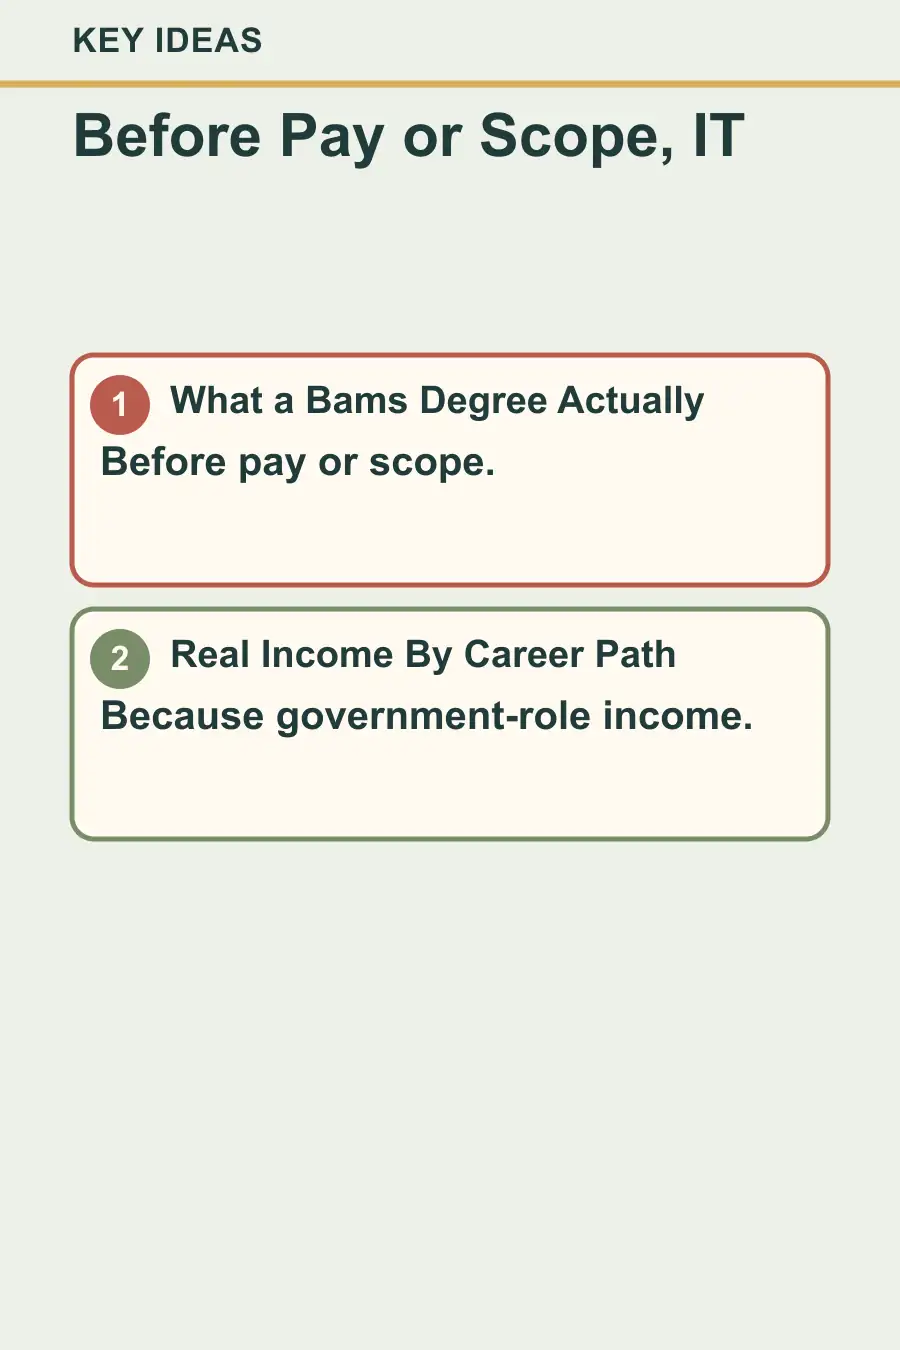 KEY IDEAS
Before Pay or Scope, IT
1 What a Bams Degree Actually
Before pay or scope.
2 Real Income By Career Path
Because government-role income.